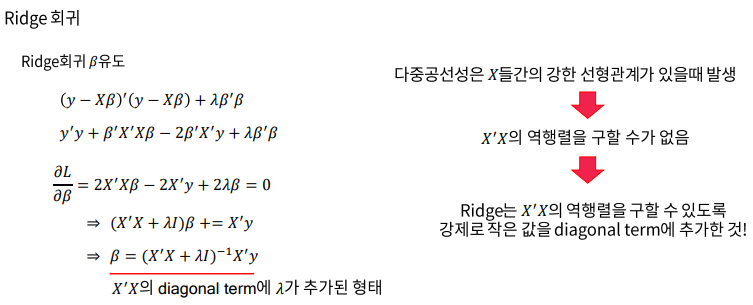 Ridge 회귀
Ridge회귀 β유도
(y − Xβ)′(y − Xβ) + λβ′β
y′y + β′X′Xβ − 2β′X′y + λβ′β
∂L/∂β = 2X′Xβ − 2X′y + 2λβ = 0
⇒ (X′X + λI)β += X′y
⇒ β = (X′X + λI)⁻¹X′y
X′X의 diagonal term에 λ가 추가된 형태
다중공선성은 X들간의 강한 선형관계가 있을때 발생
X′X의 역행렬을 구할 수가 없음
Ridge는 X′X의 역행렬을 구할 수 있도록
강제로 작은 값을 diagonal term에 추가한 것!